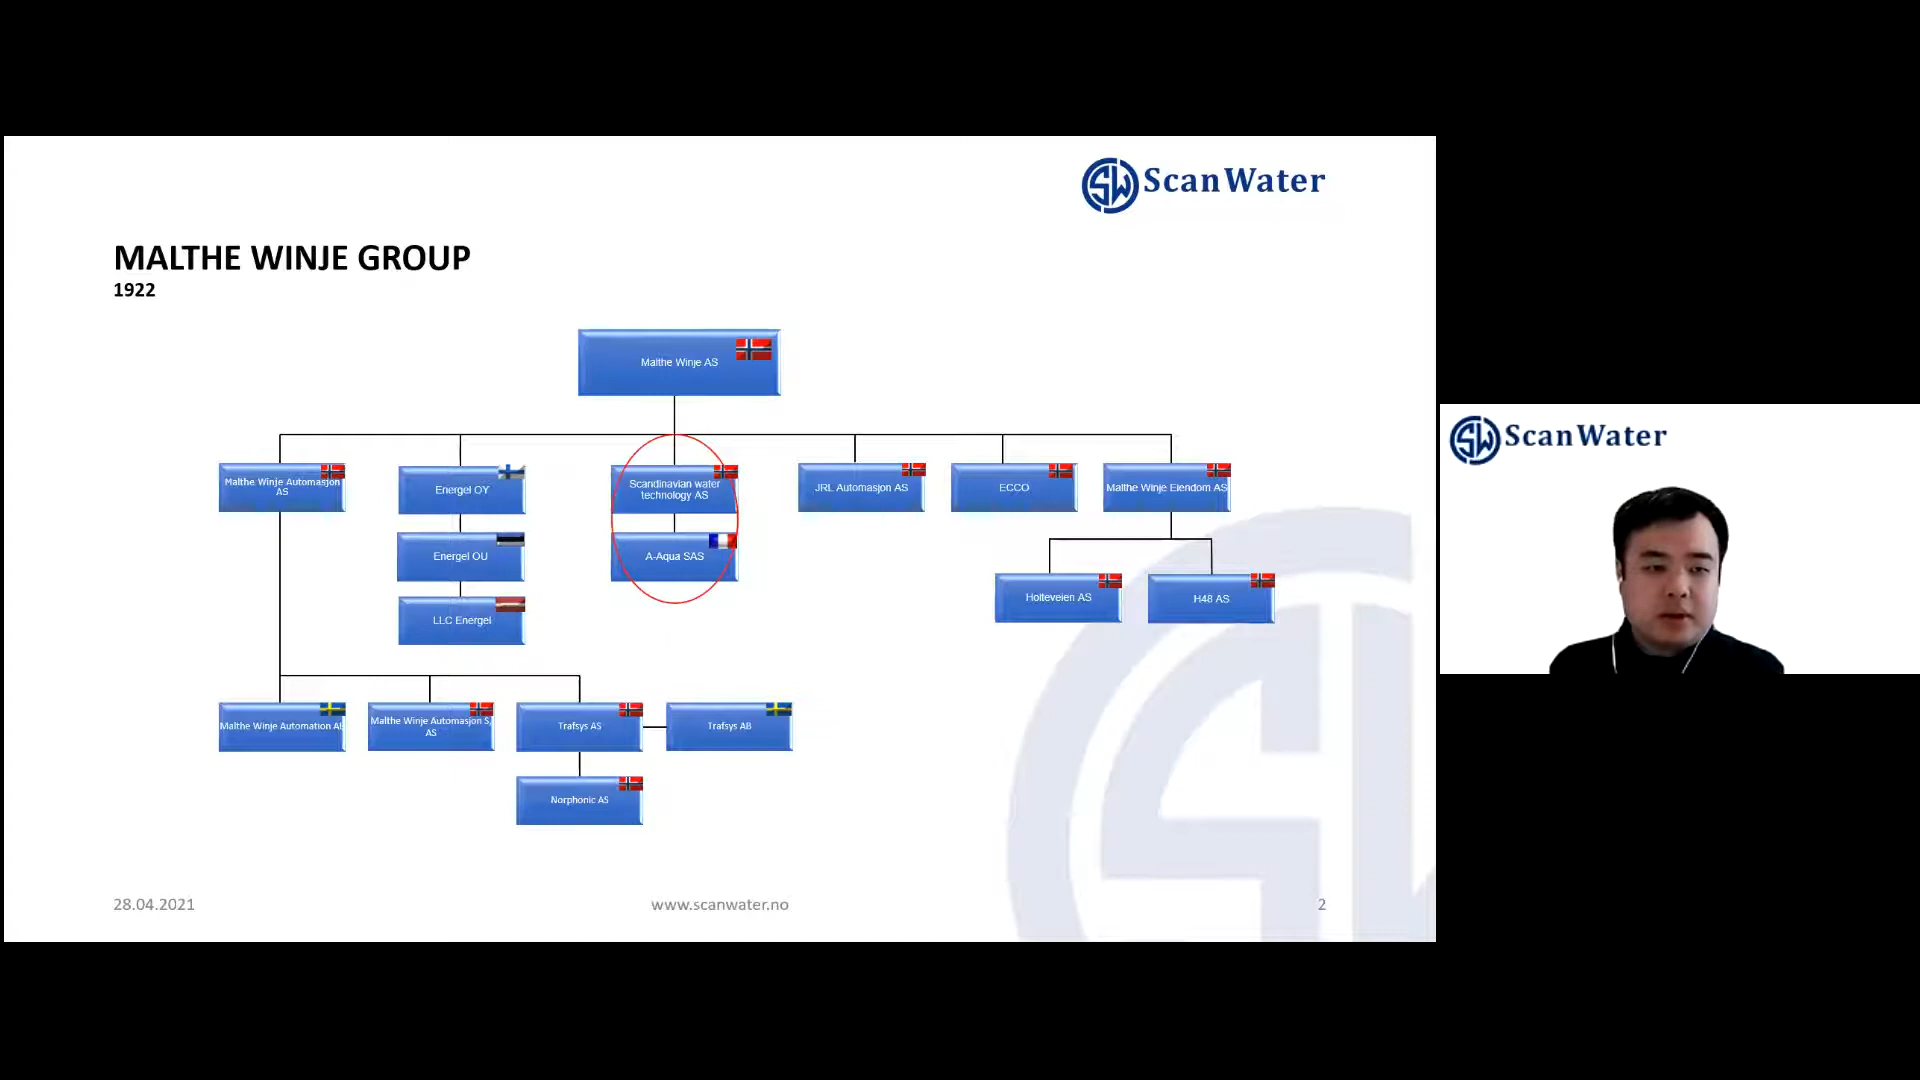 ScanWater
MALTHE WINJE GROUP
1922
Malthe Winje AS
Malthe Winje Automasjon
AS
Energel OY
Scandinavian water
technology AS
JRL Automasjon AS
ECCO
Malthe Winje Eiendom AS
Energel OU
A-Aqua SAS
Holteveien AS
H48 AS
LLC Energel
Malthe Winje Automation
Malthe Winje Automasjon
AS
Trafsys AS
Trafsys AB
Norphonic AS
28.04.2021
www.scanwater.no
2
ScanWater